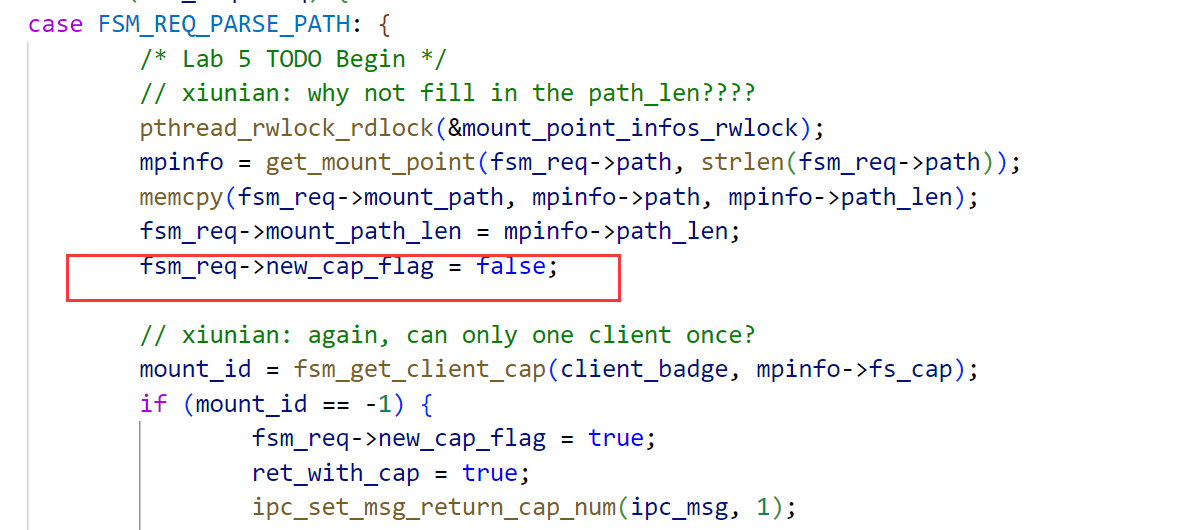 case FSM_REQ_PARSE_PATH: {
/* Lab 5 TODO Begin */
// xiunian: why not fill in the path_len????
pthread_rwlock_rdlock(&mount_point_infos_rwlock);
mpinfo = get_mount_point(fsm_req->path, strlen(fsm_req->path));
memcpy(fsm_req->mount_path, mpinfo->path, mpinfo->path_len);
fsm_req->mount_path_len = mpinfo->path_len;
fsm_req->new_cap_flag = false;
// xiunian: again, can only one client once?
mount_id = fsm_get_client_cap(client_badge, mpinfo->fs_cap);
if (mount_id == -1) {
fsm_req->new_cap_flag = true;
ret_with_cap = true;
ipc_set_msg_return_cap_num(ipc_msg, 1);